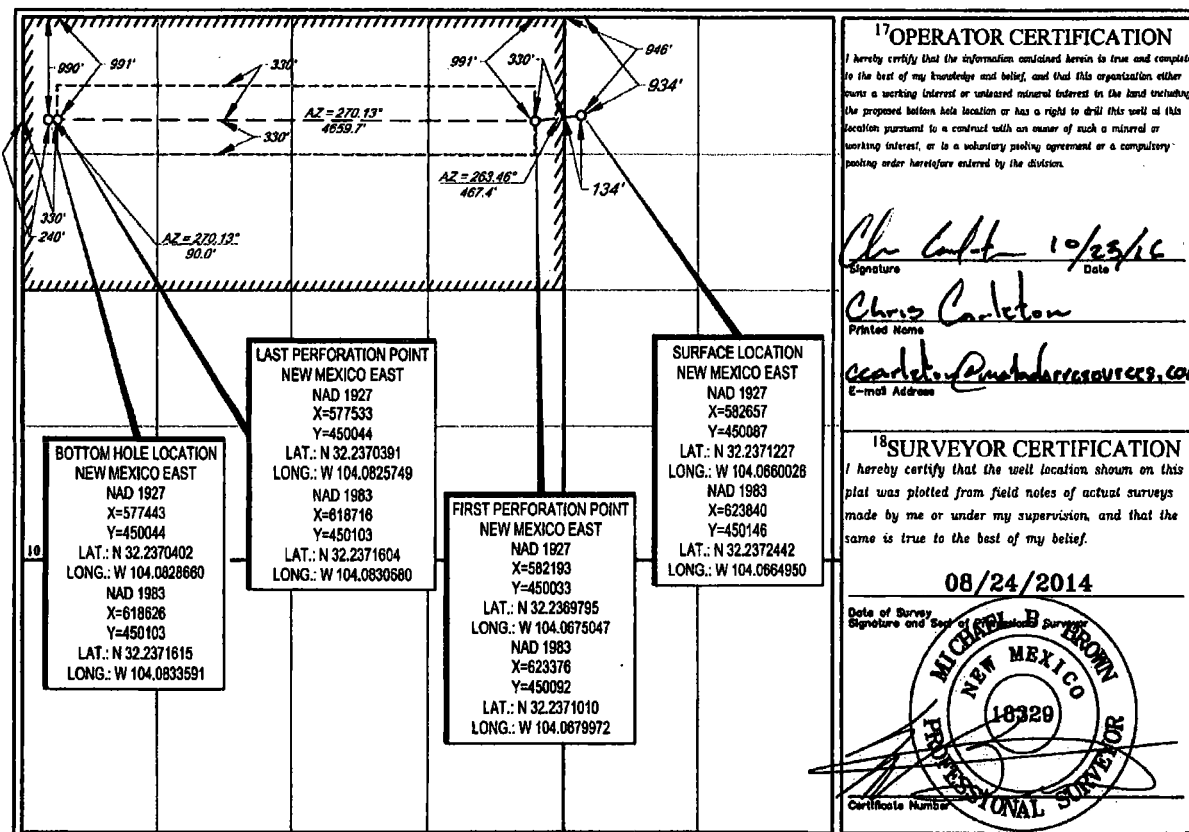 990'
991'
330'
330'
AZ = 270.13°
4659.7'
991'
330'
946'
934'
AZ = 263.46°
467.4'
134'
330'
240'
AZ = 270.13°
90.0'
10
BOTTOM HOLE LOCATION
NEW MEXICO EAST
NAD 1927
X=577443
Y=450044
LAT.: N 32.2370402
LONG.: W 104.0828660
NAD 1983
X=618626
Y=450103
LAT.: N 32.2371615
LONG.: W 104.0833591
LAST PERFORATION POINT
NEW MEXICO EAST
NAD 1927
X=577533
Y=450044
LAT.: N 32.2370391
LONG.: W 104.0825749
NAD 1983
X=618716
Y=450103
LAT.: N 32.2371604
LONG.: W 104.0830680
FIRST PERFORATION POINT
NEW MEXICO EAST
NAD 1927
X=582193
Y=450033
LAT.: N 32.2369795
LONG.: W 104.0675047
NAD 1983
X=623376
Y=450092
LAT.: N 32.2371010
LONG.: W 104.0679972
SURFACE LOCATION
NEW MEXICO EAST
NAD 1927
X=582657
Y=450087
LAT.: N 32.2371227
LONG.: W 104.0660026
NAD 1983
X=623840
Y=450146
LAT.: N 32.2372442
LONG.: W 104.0664950
17OPERATOR CERTIFICATION
I hereby certify that the information contained herein is true and complete
to the best of my knowledge and belief, and that this organization either
owns a working interest or unleased mineral interest in the land including
the proposed bottom hole location or has a right to drill this well at this
location pursuant to a contract with an owner of such a mineral or
working interest, or to a voluntary pooling agreement or a compulsory
pooling order heretofore entered by the division.
10/25/16
Signature Date
Chris Carleton
Printed Name
ccarleton@matadorresources.com
E-mail Address
18SURVEYOR CERTIFICATION
I hereby certify that the well location shown on this
plat was plotted from field notes of actual surveys
made by me or under my supervision, and that the
same is true to the best of my belief.
08/24/2014
Date of Survey
Signature and Seal of Professional Surveyor
MICHAEL B. BROWN
NEW MEXICO
18329
PROFESSIONAL SURVEYOR
Certificate Number